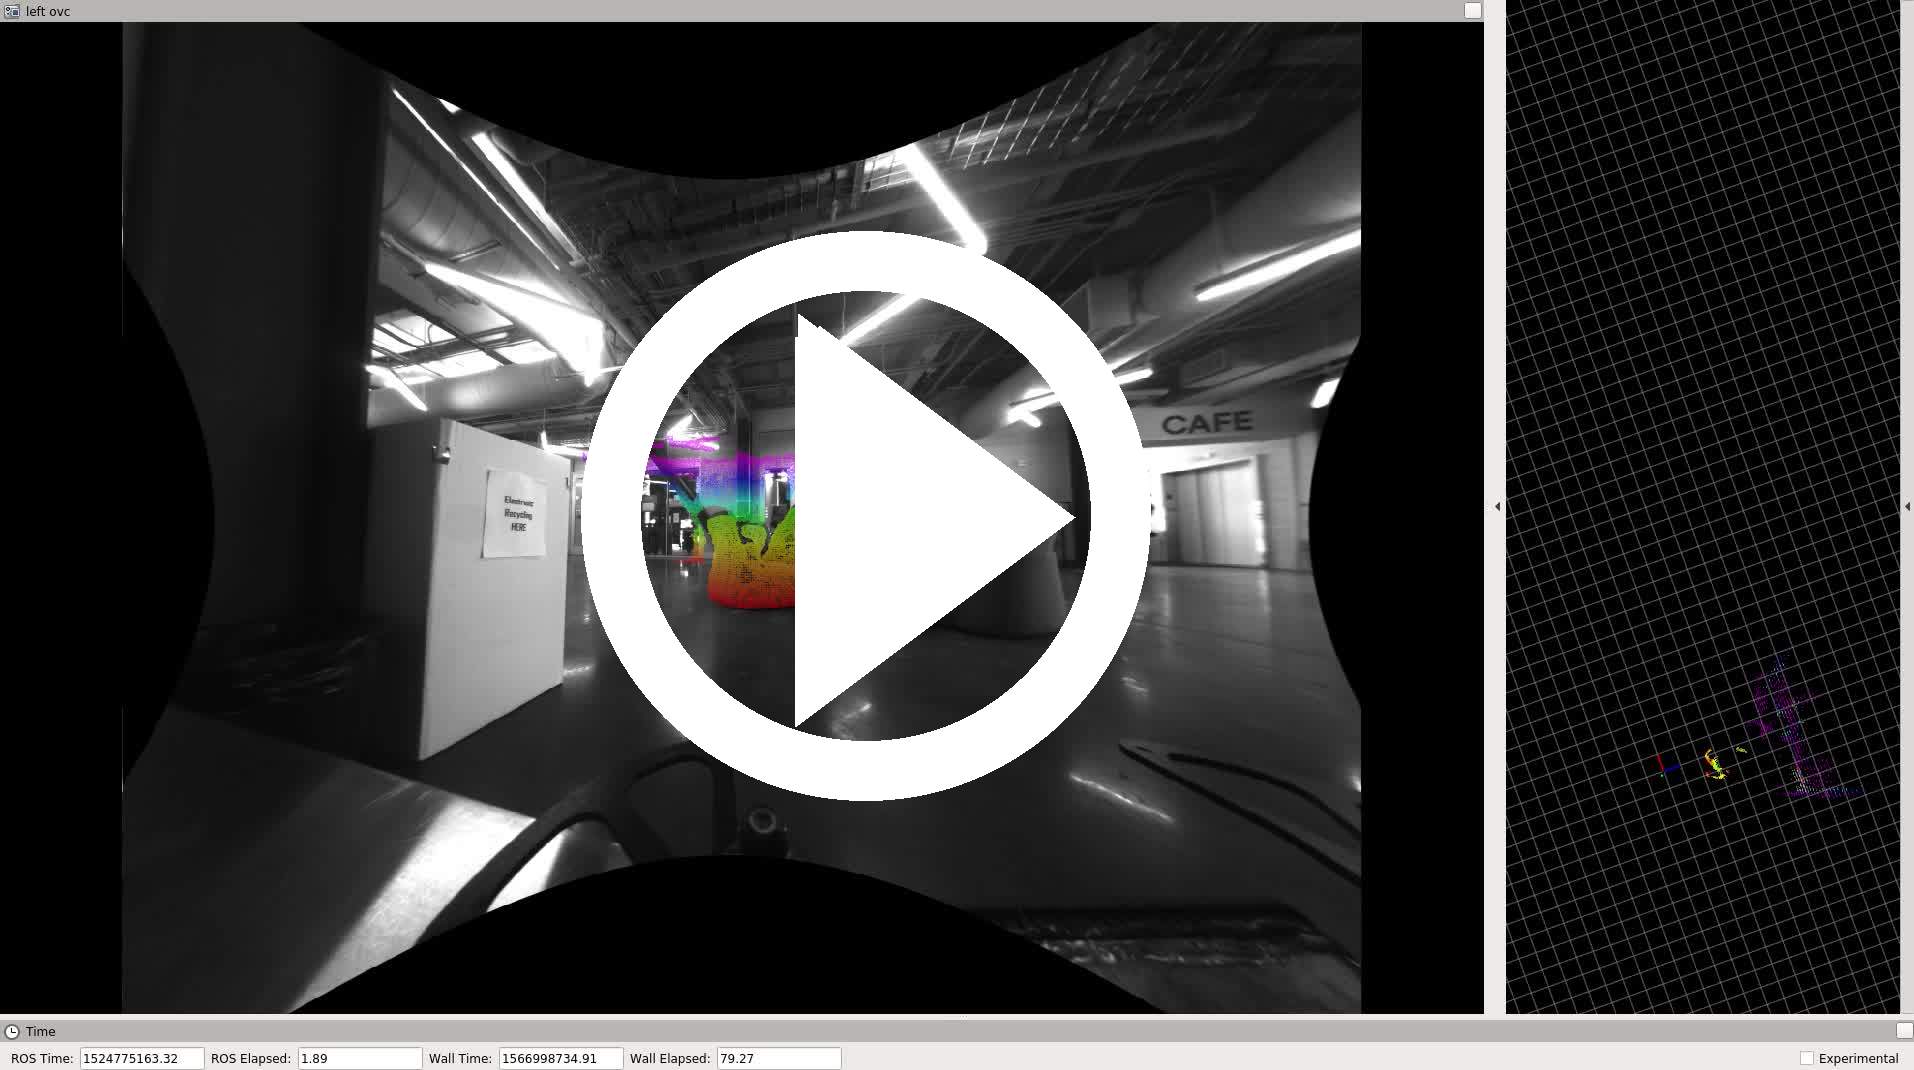 left ovc
CAFE
Electronic
Recycling
HERE
Time
ROS Time: 1524775163.32 ROS Elapsed: 1.89 Wall Time: 1566998734.91 Wall Elapsed: 79.27 Experimental